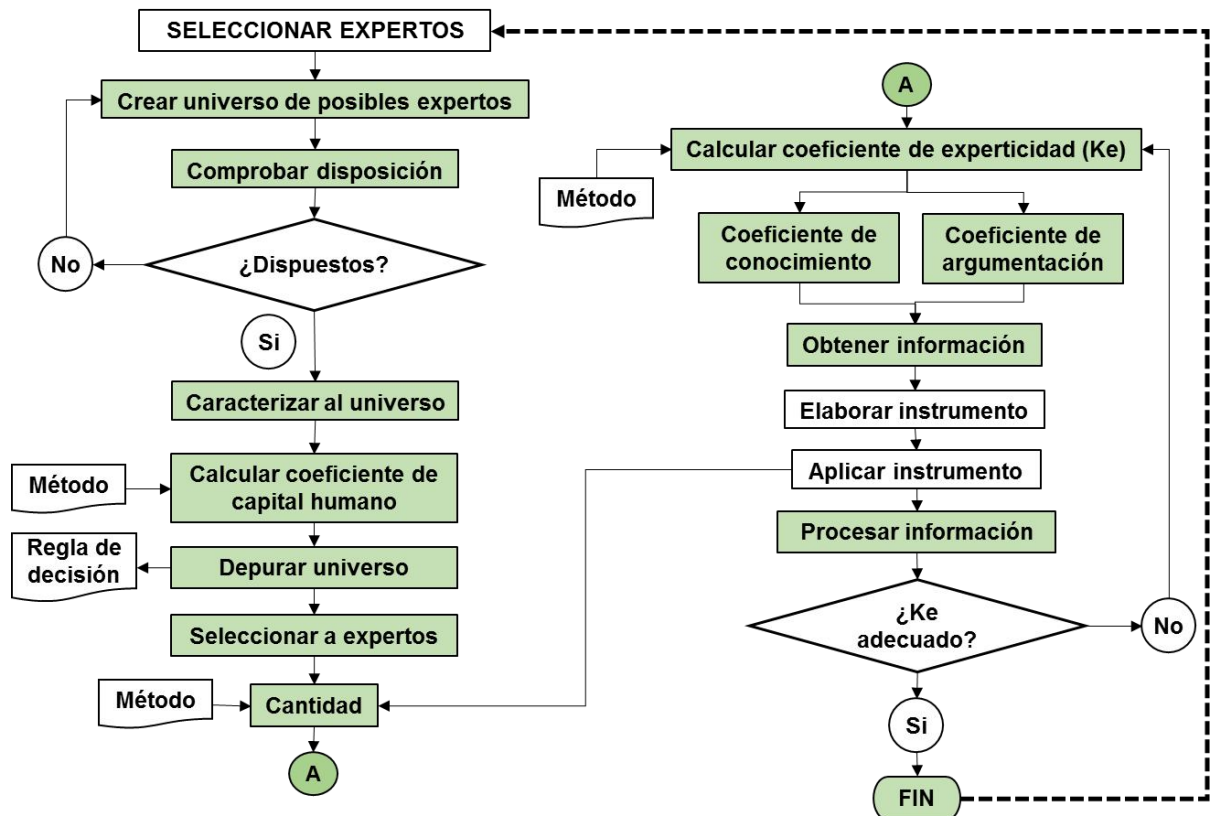 SELECCIONAR EXPERTOS
Crear universo de posibles expertos
Comprobar disposición
¿Dispuestos?
No
Si
Caracterizar al universo
Método
Calcular coeficiente de
capital humano
Regla de
decisión
Depurar universo
Seleccionar a expertos
Método
Cantidad
A
A
Calcular coeficiente de experticidad (Ke)
Método
Coeficiente de
conocimiento
Coeficiente de
argumentación
Obtener información
Elaborar instrumento
Aplicar instrumento
Procesar información
¿Ke
adecuado?
No
Si
FIN